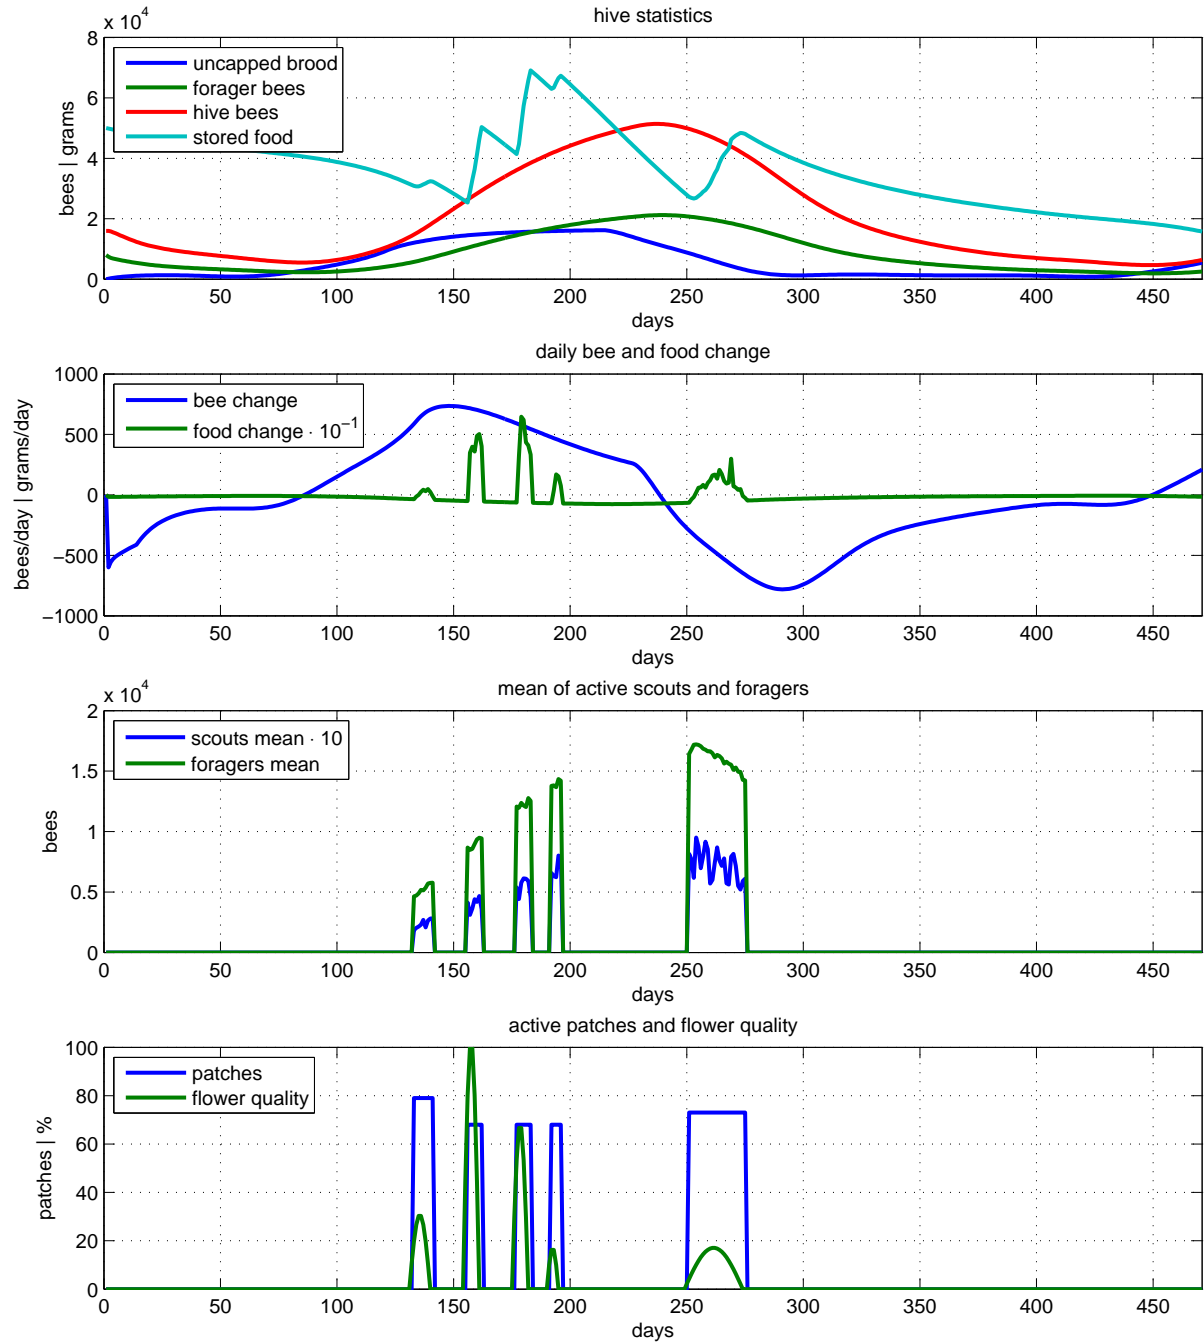 hive statistics
x 10^4
8
6
4
2
0
bees | grams
uncapped brood
forager bees
hive bees
stored food
0 50 100 150 200 250 300 350 400 450
days
daily bee and food change
1000
500
0
−500
−1000
bees/day | grams/day
bee change
food change · 10^−1
0 50 100 150 200 250 300 350 400 450
days
mean of active scouts and foragers
x 10^4
2
1.5
1
0.5
0
bees
scouts mean · 10
foragers mean
0 50 100 150 200 250 300 350 400 450
days
active patches and flower quality
100
80
60
40
20
0
patches | %
patches
flower quality
0 50 100 150 200 250 300 350 400 450
days